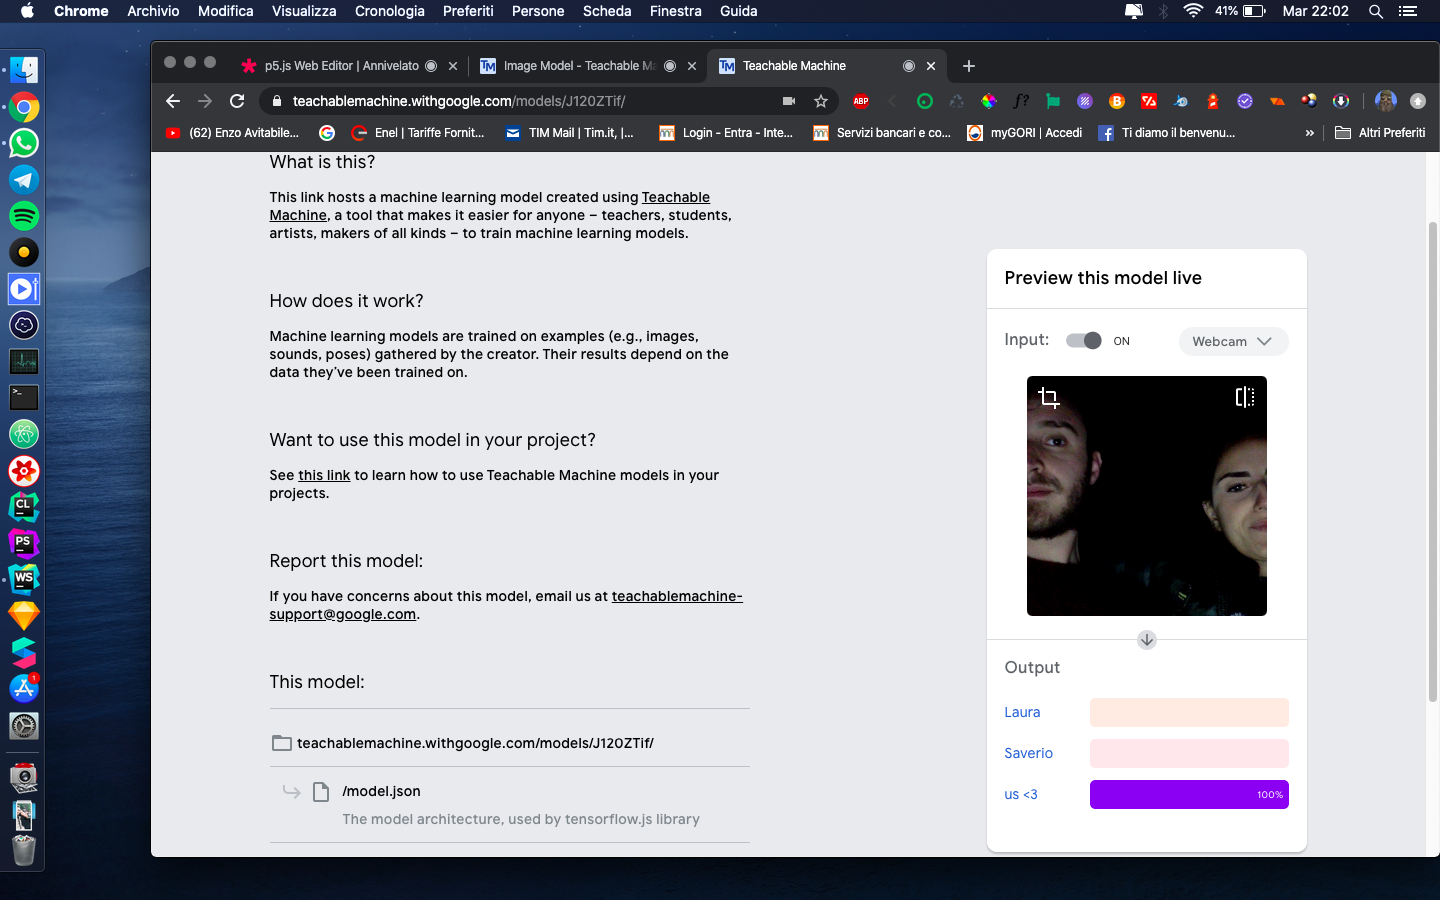 Chrome Archivio Modifica Visualizza Cronologia Preferiti Persone Scheda Finestra Guida 41% Mar 22:02
p5.js Web Editor | Annivelato Image Model - Teachable Ma Teachable Machine
teachablemachine.withgoogle.com/models/J120ZTif/ ABP f?
(62) Enzo Avitabile... Enel | Tariffe Fornit... TIM Mail | Tim.it, |... Login - Entra - Inte... Servizi bancari e co... myGORI | Accedi Ti diamo il benvenu... » Altri Preferiti
What is this?
This link hosts a machine learning model created using Teachable
Machine, a tool that makes it easier for anyone – teachers, students,
artists, makers of all kinds – to train machine learning models.
How does it work?
Machine learning models are trained on examples (e.g., images,
sounds, poses) gathered by the creator. Their results depend on the
data they've been trained on.
Want to use this model in your project?
See this link to learn how to use Teachable Machine models in your
projects.
Report this model:
If you have concerns about this model, email us at teachablemachine-
support@google.com.
This model:
teachablemachine.withgoogle.com/models/J120ZTif/
/model.json
The model architecture, used by tensorflow.js library
Preview this model live
Input: ON Webcam
Output
Laura
Saverio
us <3 100%
CL
PS
WS
1